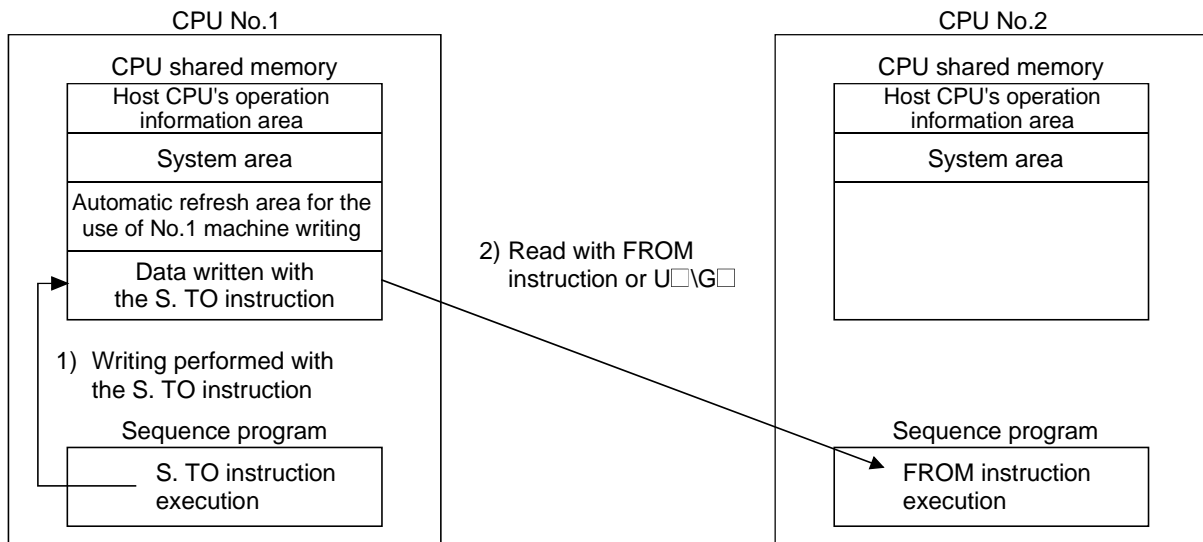 CPU No.1
CPU shared memory
Host CPU's operation
information area
System area
Automatic refresh area for the
use of No.1 machine writing
Data written with
the S. TO instruction
1) Writing performed with
the S. TO instruction
Sequence program
S. TO instruction
execution
2) Read with FROM
instruction or U□\G□
CPU No.2
CPU shared memory
Host CPU's operation
information area
System area
Sequence program
FROM instruction
execution